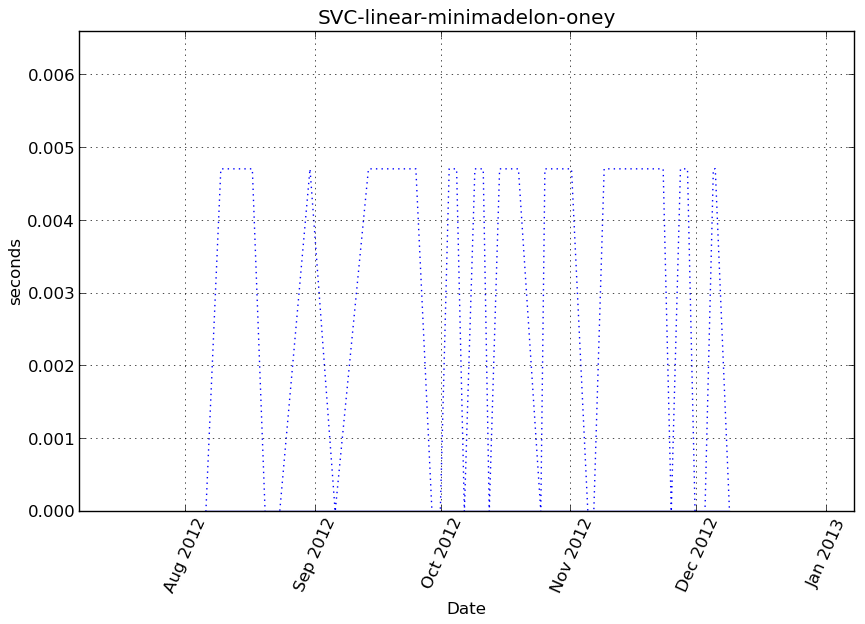 SVC-linear-minimadelon-oney
0.006
0.005
0.004
0.003
0.002
0.001
0.000
seconds
Aug 2012
Sep 2012
Oct 2012
Nov 2012
Dec 2012
Jan 2013
Date